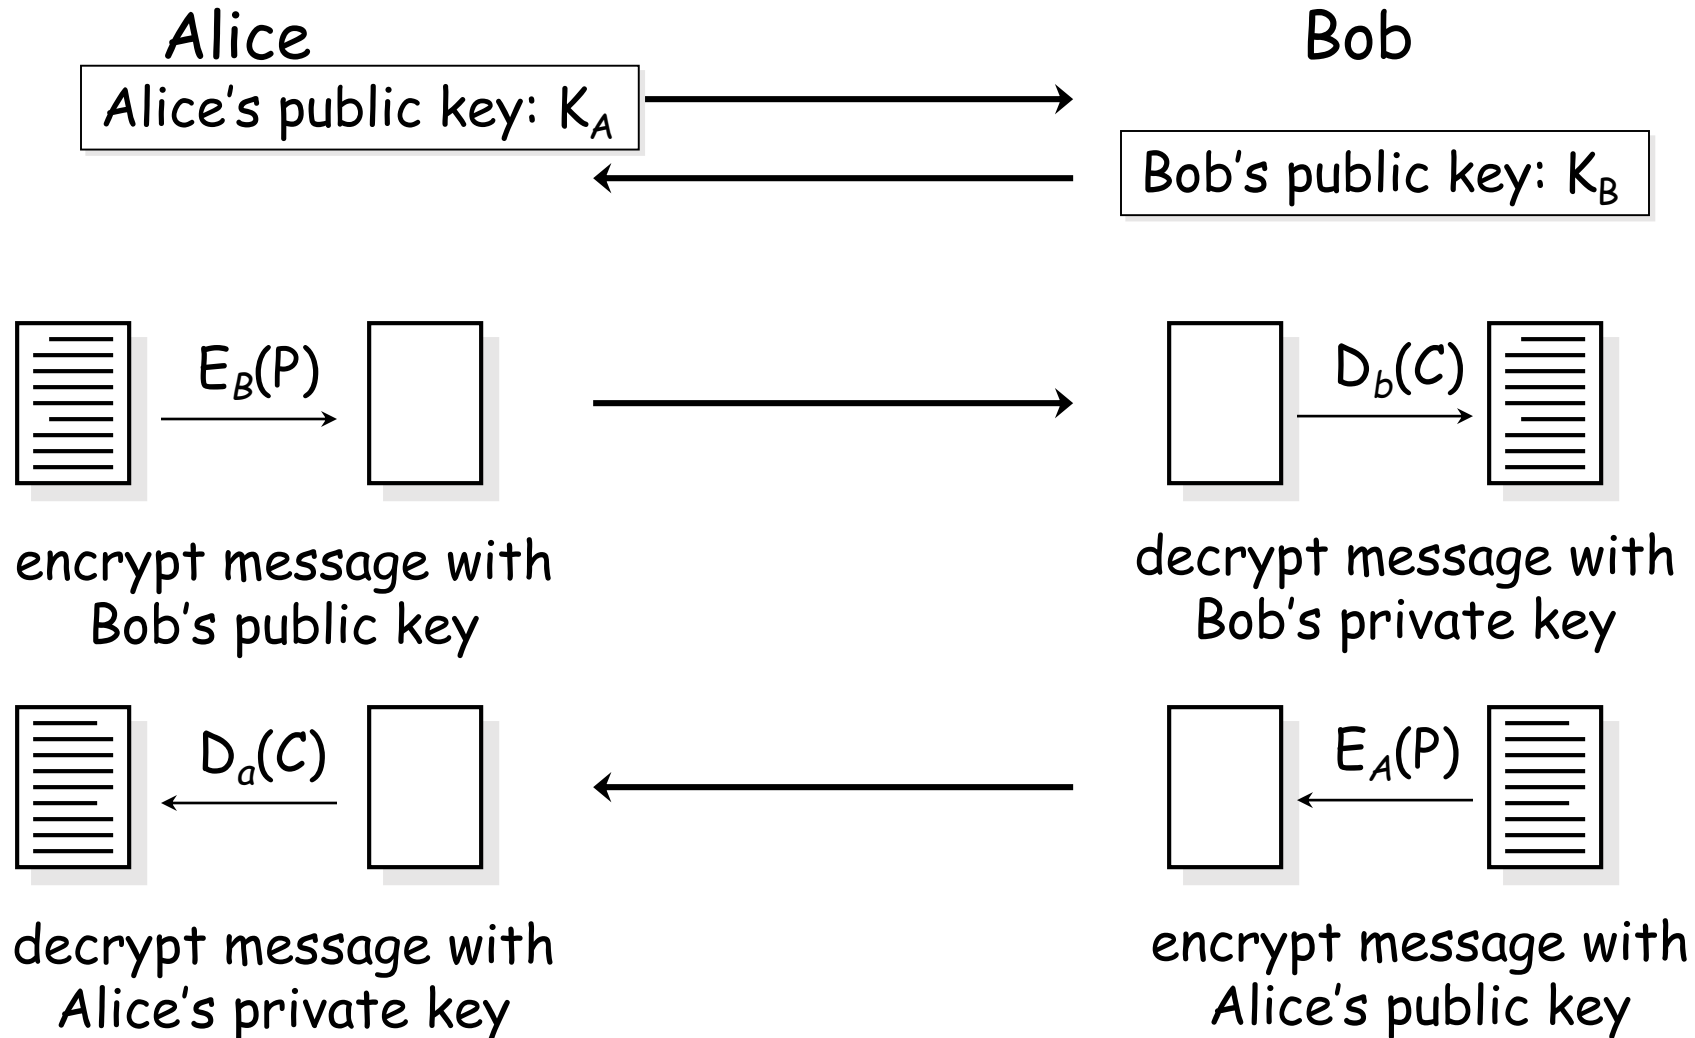 Alice
Bob
Alice's public key: K_A
Bob's public key: K_B
E_B(P)
D_b(C)
encrypt message with
Bob's public key
decrypt message with
Bob's private key
D_a(C)
E_A(P)
decrypt message with
Alice's private key
encrypt message with
Alice's public key